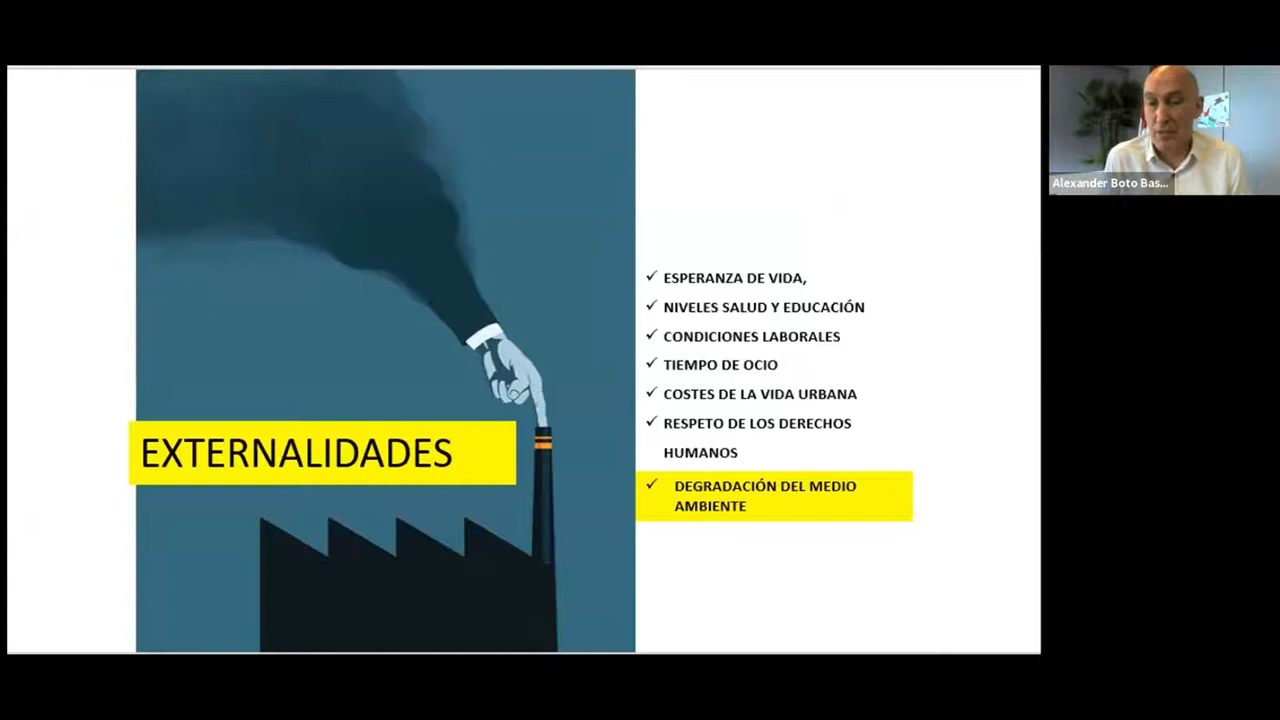 Alexander Boto Bas...
EXTERNALIDADES
ESPERANZA DE VIDA,
NIVELES SALUD Y EDUCACIÓN
CONDICIONES LABORALES
TIEMPO DE OCIO
COSTES DE LA VIDA URBANA
RESPETO DE LOS DERECHOS
HUMANOS
DEGRADACIÓN DEL MEDIO
AMBIENTE